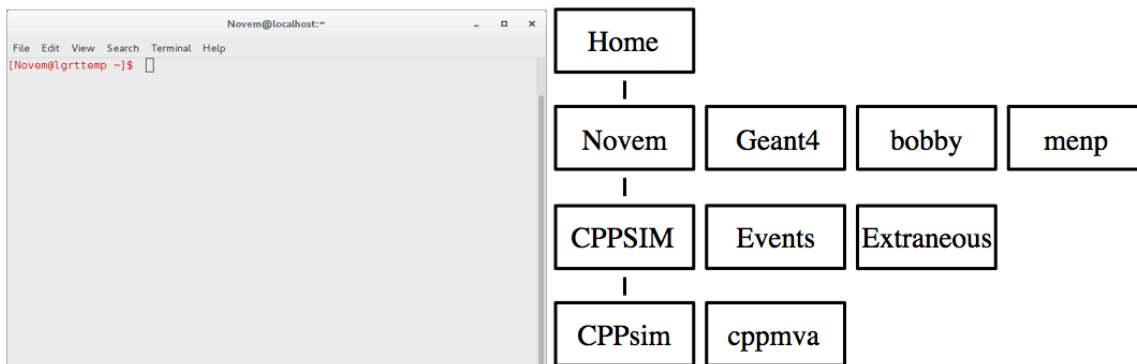 Novem@localhost:~
File Edit View Search Terminal Help
[Novem@lgrttemp ~]$
Home
Novem Geant4 bobby menp
CPPSIM Events Extraneous
CPPsim cppmva